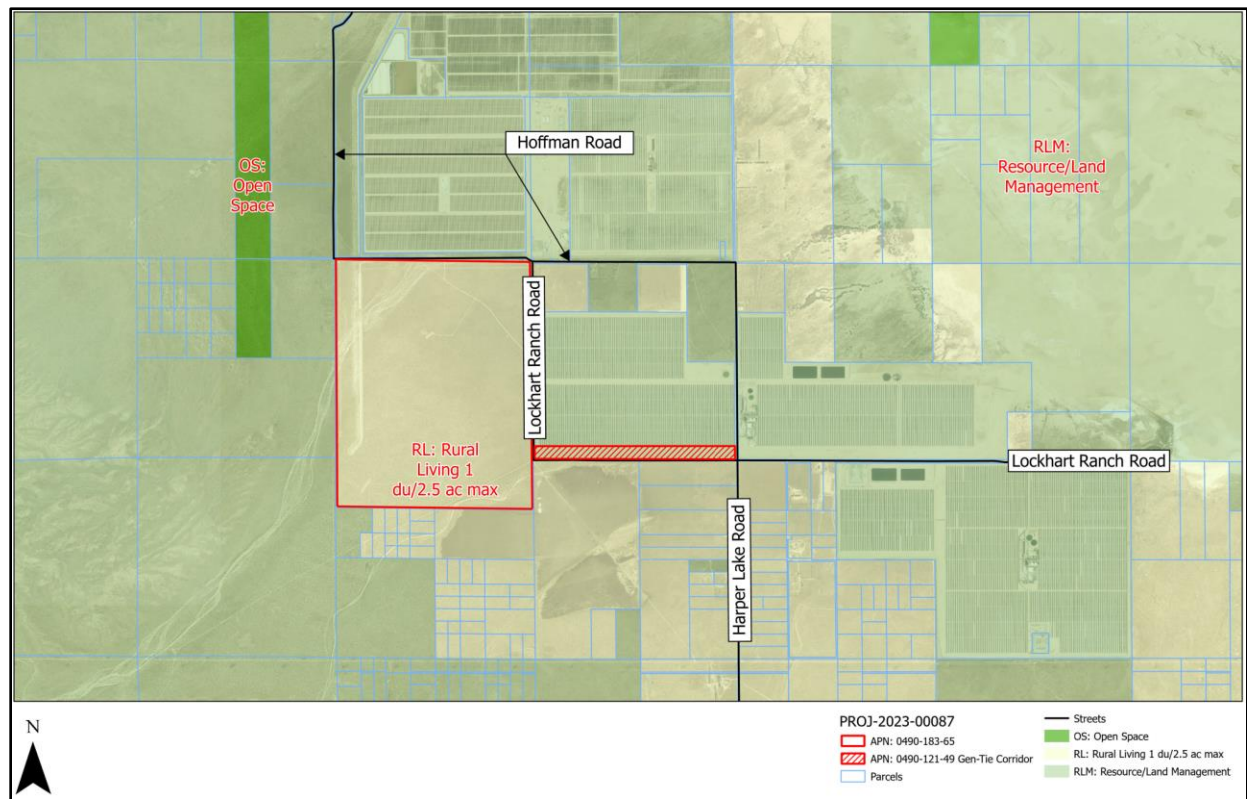 Hoffman Road
OS:
Open
Space
RLM:
Resource/Land
Management
Lockhart Ranch Road
RL: Rural
Living 1
du/2.5 ac max
Lockhart Ranch Road
Harper Lake Road
N
PROJ-2023-00087
APN: 0490-183-65
APN: 0490-121-49 Gen-Tie Corridor
Parcels
Streets
OS: Open Space
RL: Rural Living 1 du/2.5 ac max
RLM: Resource/Land Management